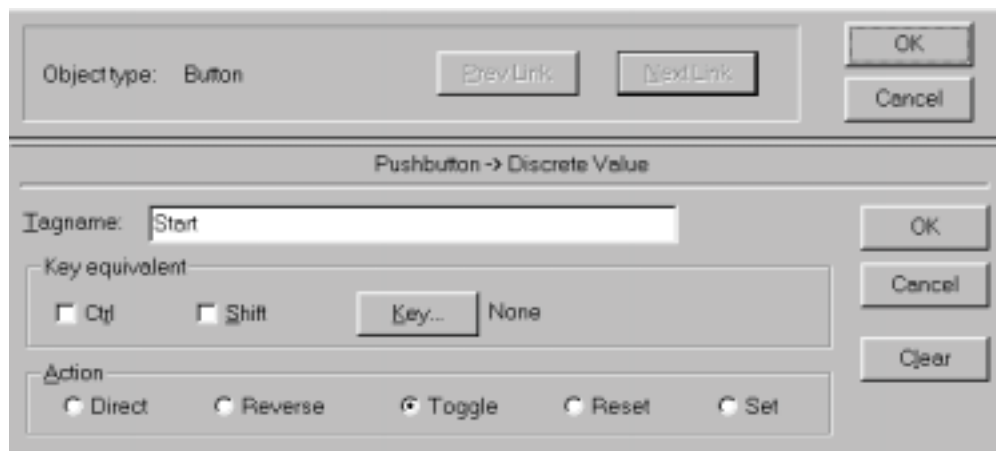 Object type: Button Prev Link Next Link OK
Cancel
Pushbutton -> Discrete Value
Tagname: Start OK
Key equivalent
Cancel
Ctrl Shift Key... None
Clear
Action
Direct Reverse Toggle Reset Set